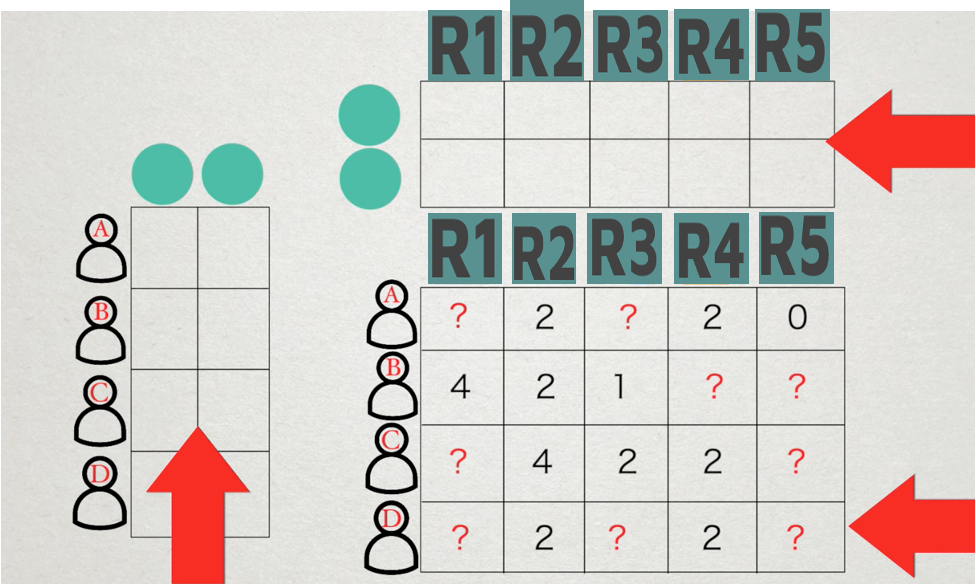 R1 R2 R3 R4 R5
R1 R2 R3 R4 R5
A
B
C
D
A ? 2 ? 2 0
B 4 2 1 ? ?
C ? 4 2 2 ?
D ? 2 ? 2 ?